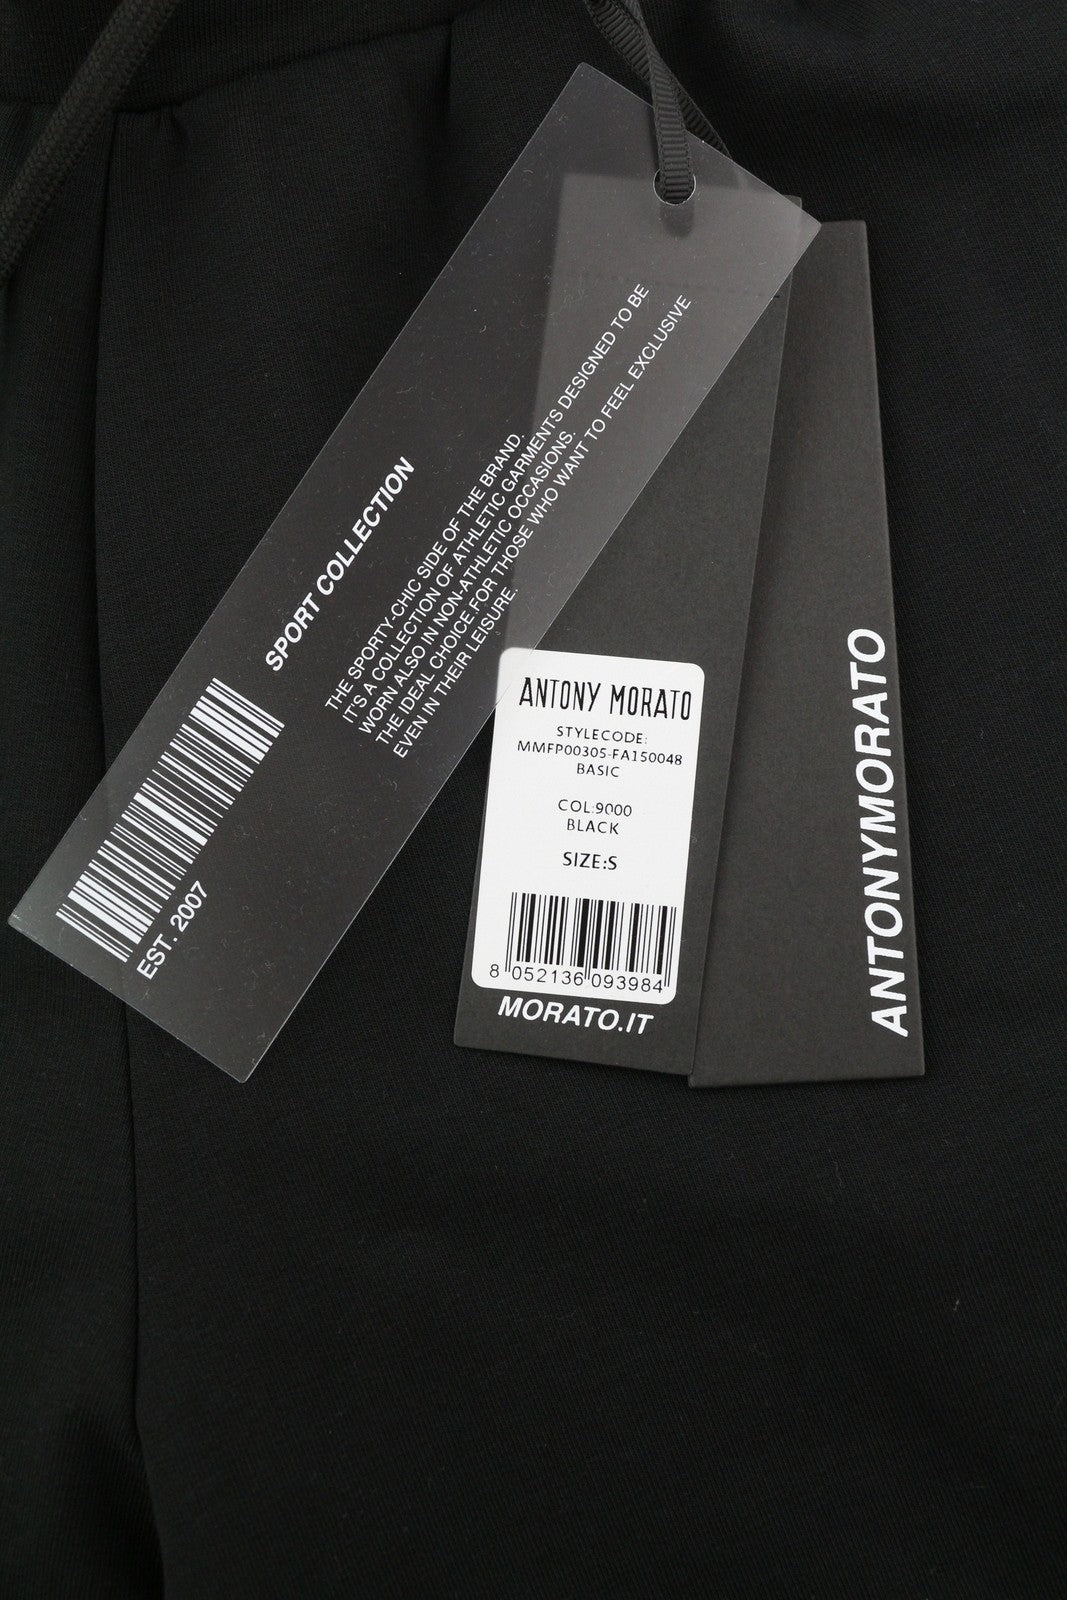 SPORT COLLECTION
THE SPORTY-CHIC SIDE OF THE BRAND.
IT'S A COLLECTION OF ATHLETIC GARMENTS DESIGNED TO BE
WORN ALSO IN NON-ATHLETIC OCCASIONS.
THE IDEAL CHOICE FOR THOSE WHO WANT TO FEEL EXCLUSIVE
EVEN IN THEIR LEISURE.
EST. 2007
ANTONY MORATO
STYLECODE:
MMFP00305-FA150048
BASIC
COL:9000
BLACK
SIZE:S
8 052136 093984
MORATO.IT
ANTONYMORATO